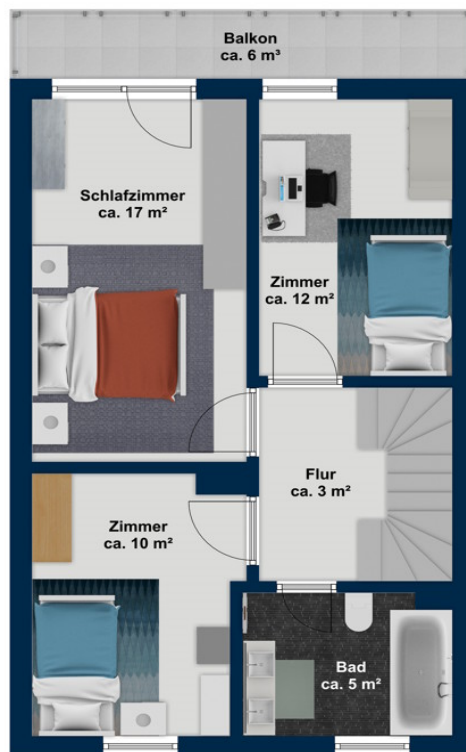 Balkon
ca. 6 m³
Schlafzimmer
ca. 17 m²
Zimmer
ca. 12 m²
Flur
ca. 3 m²
Zimmer
ca. 10 m²
Bad
ca. 5 m²